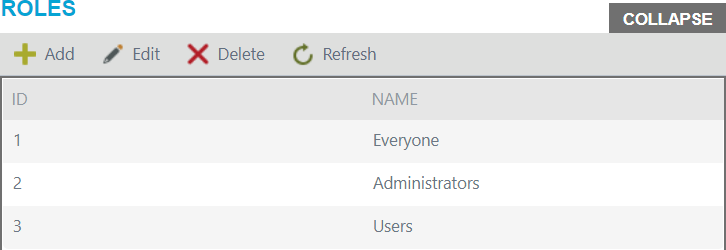 ROLES
COLLAPSE
Add Edit Delete Refresh
ID NAME
1 Everyone
2 Administrators
3 Users